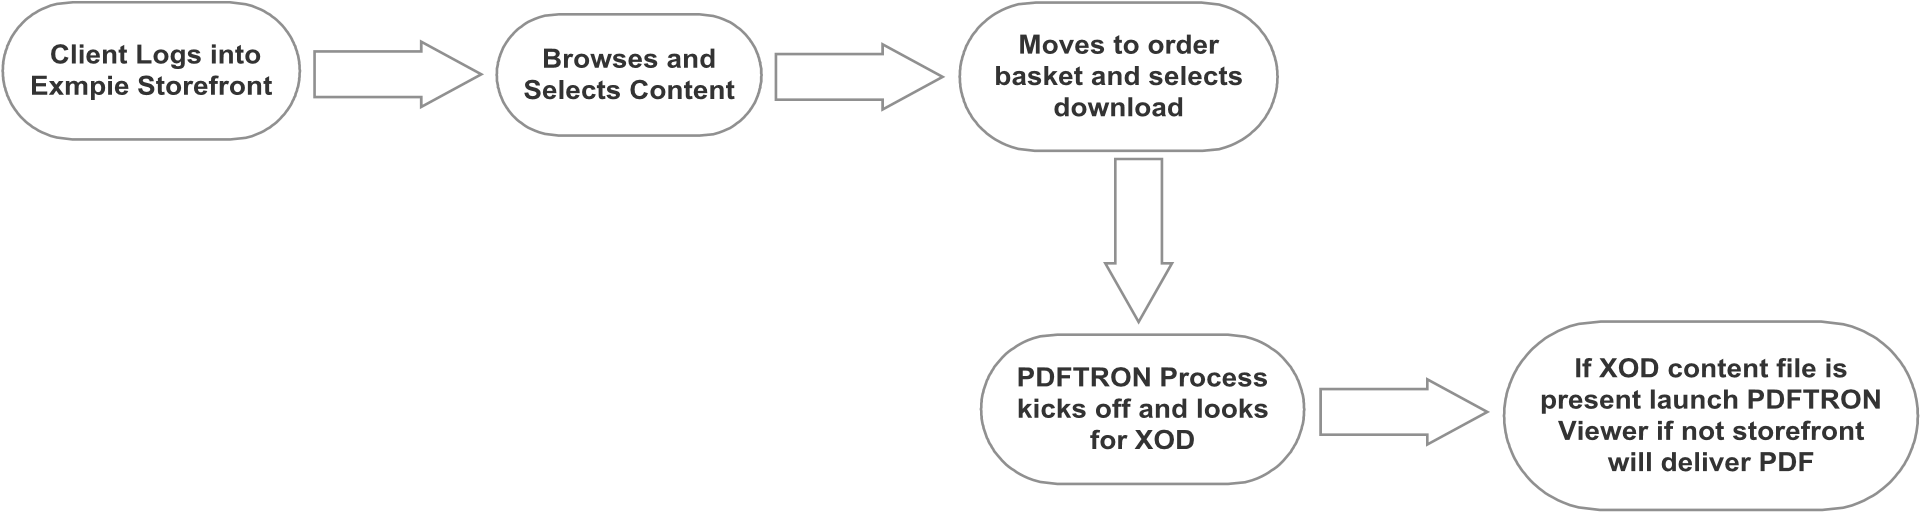 Client Logs into
Exmpie Storefront
Browses and
Selects Content
Moves to order
basket and selects
download
PDFTRON Process
kicks off and looks
for XOD
If XOD content file is
present launch PDFTRON
Viewer if not storefront
will deliver PDF